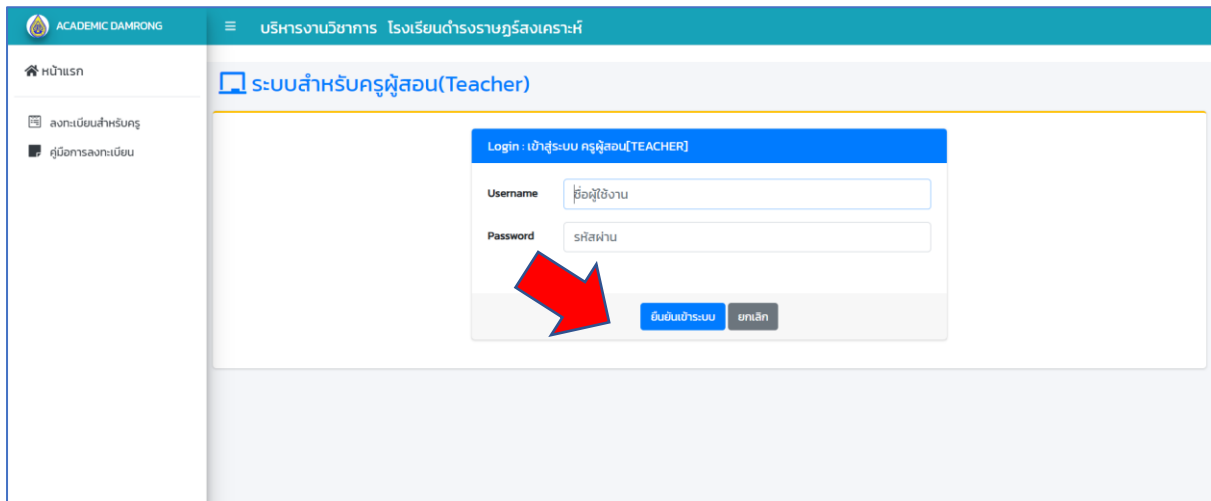 ACADEMIC DAMRONG
บริหารงานวิชาการ โรงเรียนดำรงราษฎร์สงเคราะห์
หน้าแรก
ลงทะเบียนสำหรับครู
คู่มือการลงทะเบียน
ระบบสำหรับครูผู้สอน(Teacher)
Login : เข้าสู่ระบบ ครูผู้สอน[TEACHER]
Username ชื่อผู้ใช้งาน
Password รหัสผ่าน
ยืนยันเข้าระบบ ยกเลิก